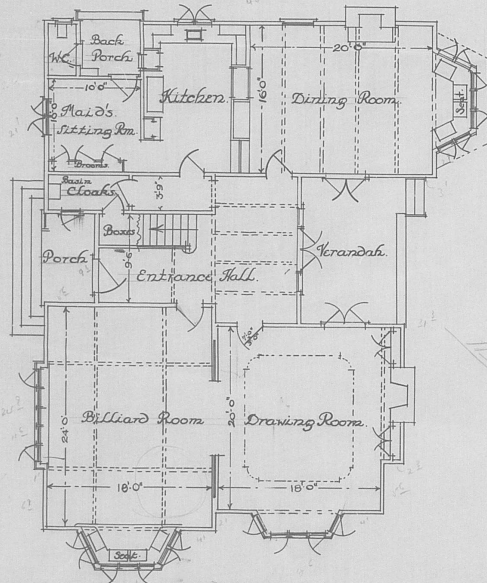 Back
Porch
W.C.
20'·0"
10'·0"
Kitchen
16'·0"
Dining Room.
Seat
Maid's
Sitting Rm.
Brooms
Basin
Cloaks
3'·9"
Boxes
Verandah.
Porch
9'·6"
Entrance Hall.
24'·0"
Billiard Room
20'·0"
Drawing Room.
18'·0"
18'·0"
Seat